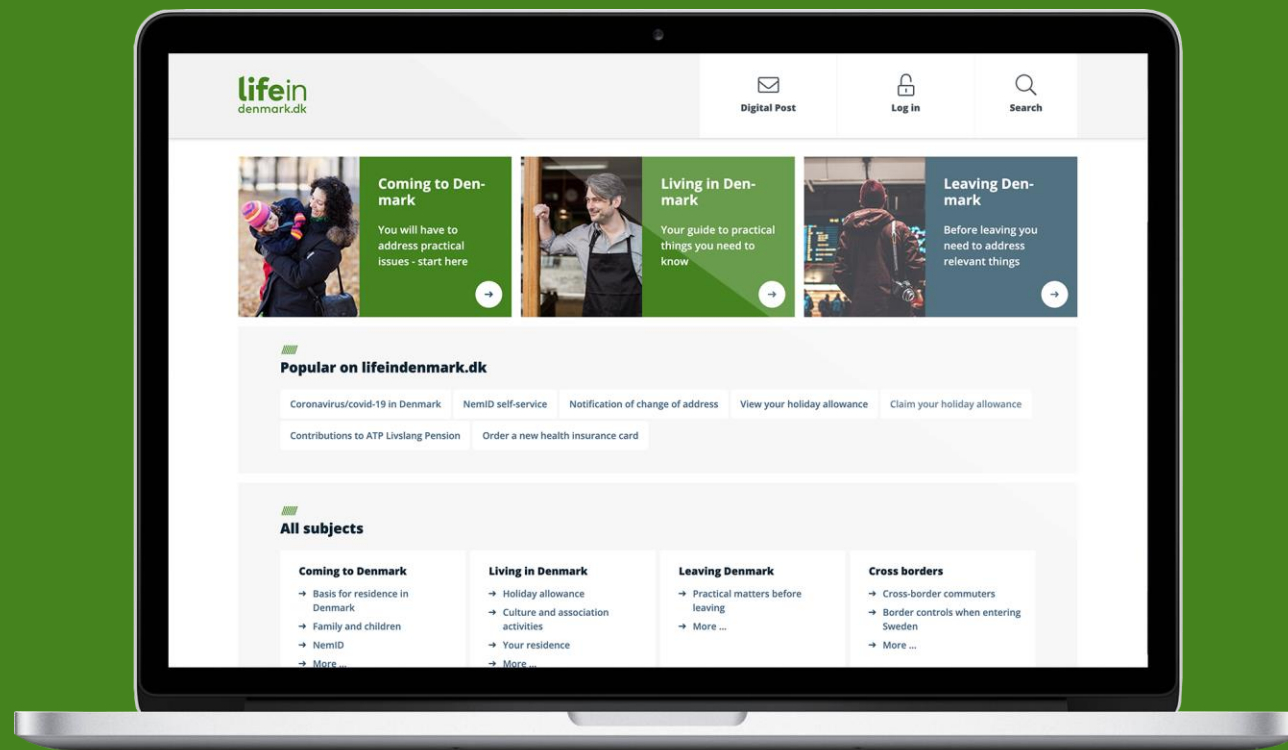 lifein
denmark.dk
Digital Post
Log in
Search
Coming to Den-
mark
You will have to
address practical
issues - start here
Living in Den-
mark
Your guide to practical
things you need to
know
Leaving Den-
mark
Before leaving you
need to address
relevant things
Popular on lifeindenmark.dk
Coronavirus/covid-19 in Denmark
NemID self-service
Notification of change of address
View your holiday allowance
Claim your holiday allowance
Contributions to ATP Livslang Pension
Order a new health insurance card
All subjects
Coming to Denmark
→ Basis for residence in
Denmark
→ Family and children
→ NemID
→ More ...
Living in Denmark
→ Holiday allowance
→ Culture and association
activities
→ Your residence
→ More ...
Leaving Denmark
→ Practical matters before
leaving
→ More ...
Cross borders
→ Cross-border commuters
→ Border controls when entering
Sweden
→ More ...